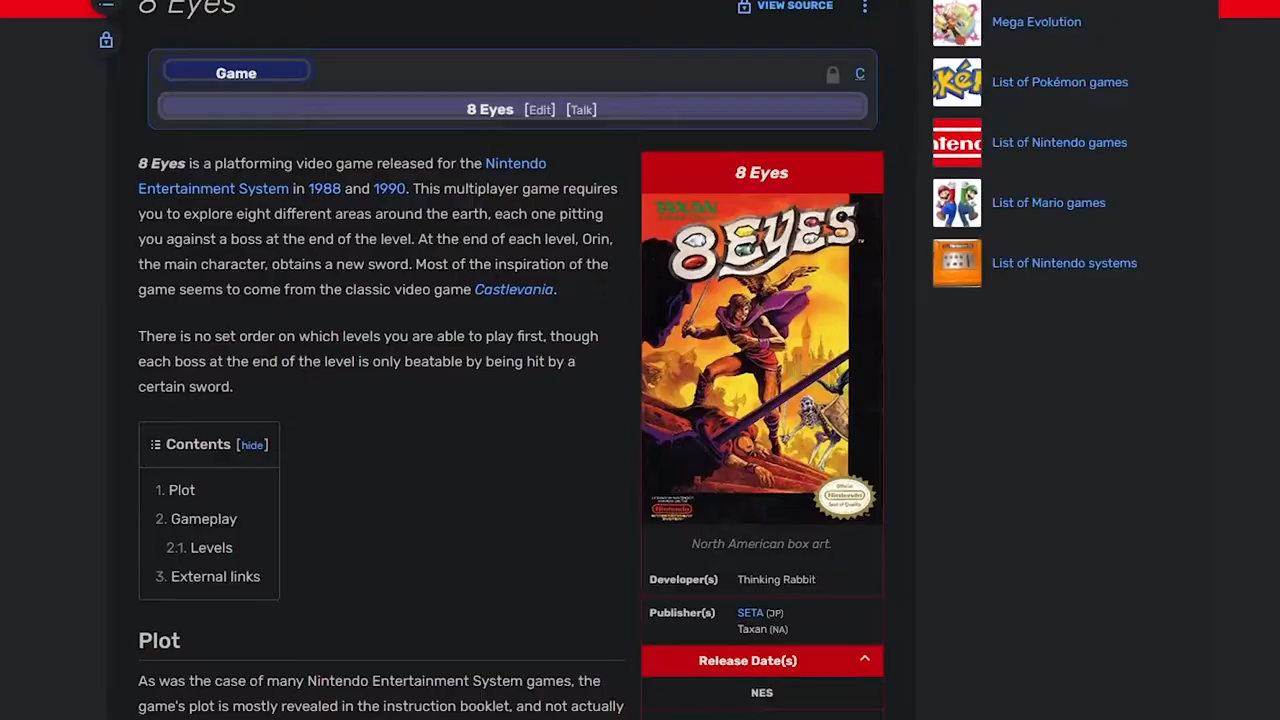 8 Eyes
VIEW SOURCE
Game
C
8 Eyes [Edit] [Talk]
8 Eyes is a platforming video game released for the Nintendo
Entertainment System in 1988 and 1990. This multiplayer game requires
you to explore eight different areas around the earth, each one pitting
you against a boss at the end of the level. At the end of each level, Orin,
the main character, obtains a new sword. Most of the inspiration of the
game seems to come from the classic video game Castlevania.
There is no set order on which levels you are able to play first, though
each boss at the end of the level is only beatable by being hit by a
certain sword.
Contents [hide]
1. Plot
2. Gameplay
2.1. Levels
3. External links
Plot
As was the case of many Nintendo Entertainment System games, the
game's plot is mostly revealed in the instruction booklet, and not actually
8 Eyes
TAXAN
8 EYES
TM
Official
Nintendo
Seal of Quality
Nintendo
North American box art.
Developer(s) Thinking Rabbit
Publisher(s) SETA (JP)
Taxan (NA)
Release Date(s)
NES
Mega Evolution
List of Pokémon games
List of Nintendo games
List of Mario games
List of Nintendo systems